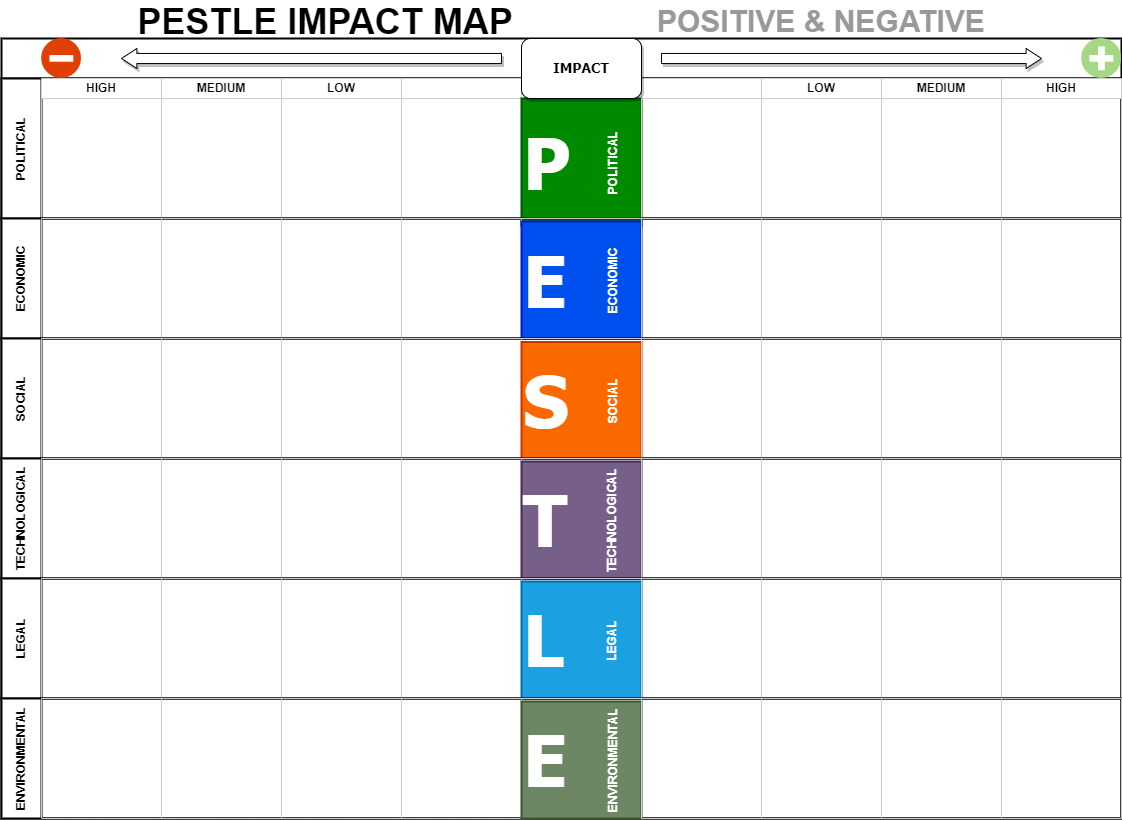 PESTLE IMPACT MAP POSITIVE & NEGATIVE
IMPACT
HIGH MEDIUM LOW LOW MEDIUM HIGH
POLITICAL P POLITICAL
ECONOMIC E ECONOMIC
SOCIAL S SOCIAL
TECHNOLOGICAL T TECHNOLOGICAL
LEGAL L LEGAL
ENVIRONMENTAL E ENVIRONMENTAL